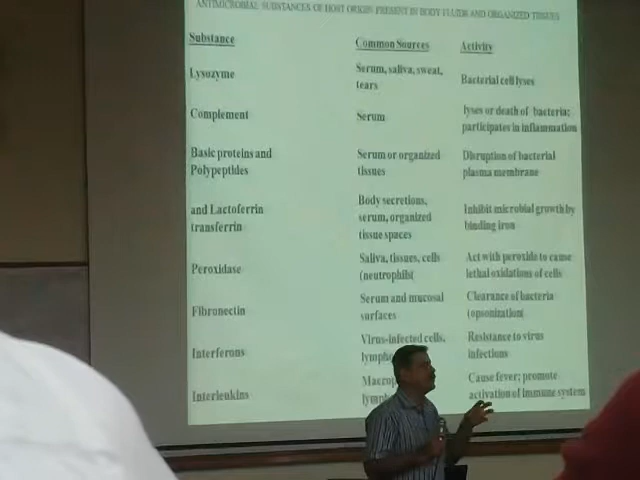 ANTIMICROBIAL SUBSTANCES OF HOST ORIGIN PRESENT IN BODY FLUIDS AND ORGANIZED TISSUES
Substance Common Sources Activity
Lysozyme Serum, saliva, sweat, Bacterial cell lyses
tears
Complement Serum lyses or death of bacteria;
participates in inflammation
Basic proteins and Serum or organized Disruption of bacterial
Polypeptides tissues plasma membrane
and Lactoferrin Body secretions, Inhibit microbial growth by
transferrin serum, organized binding iron
tissue spaces
Peroxidase Saliva, tissues, cells Act with peroxide to cause
(neutrophils( lethal oxidations of cells
Fibronectin Serum and mucosal Clearance of bacteria
surfaces (opsonization(
Interferons Virus-infected cells, Resistance to virus
lymph infections
Interleukins Macrop Cause fever; promote
lymph activation of immune system